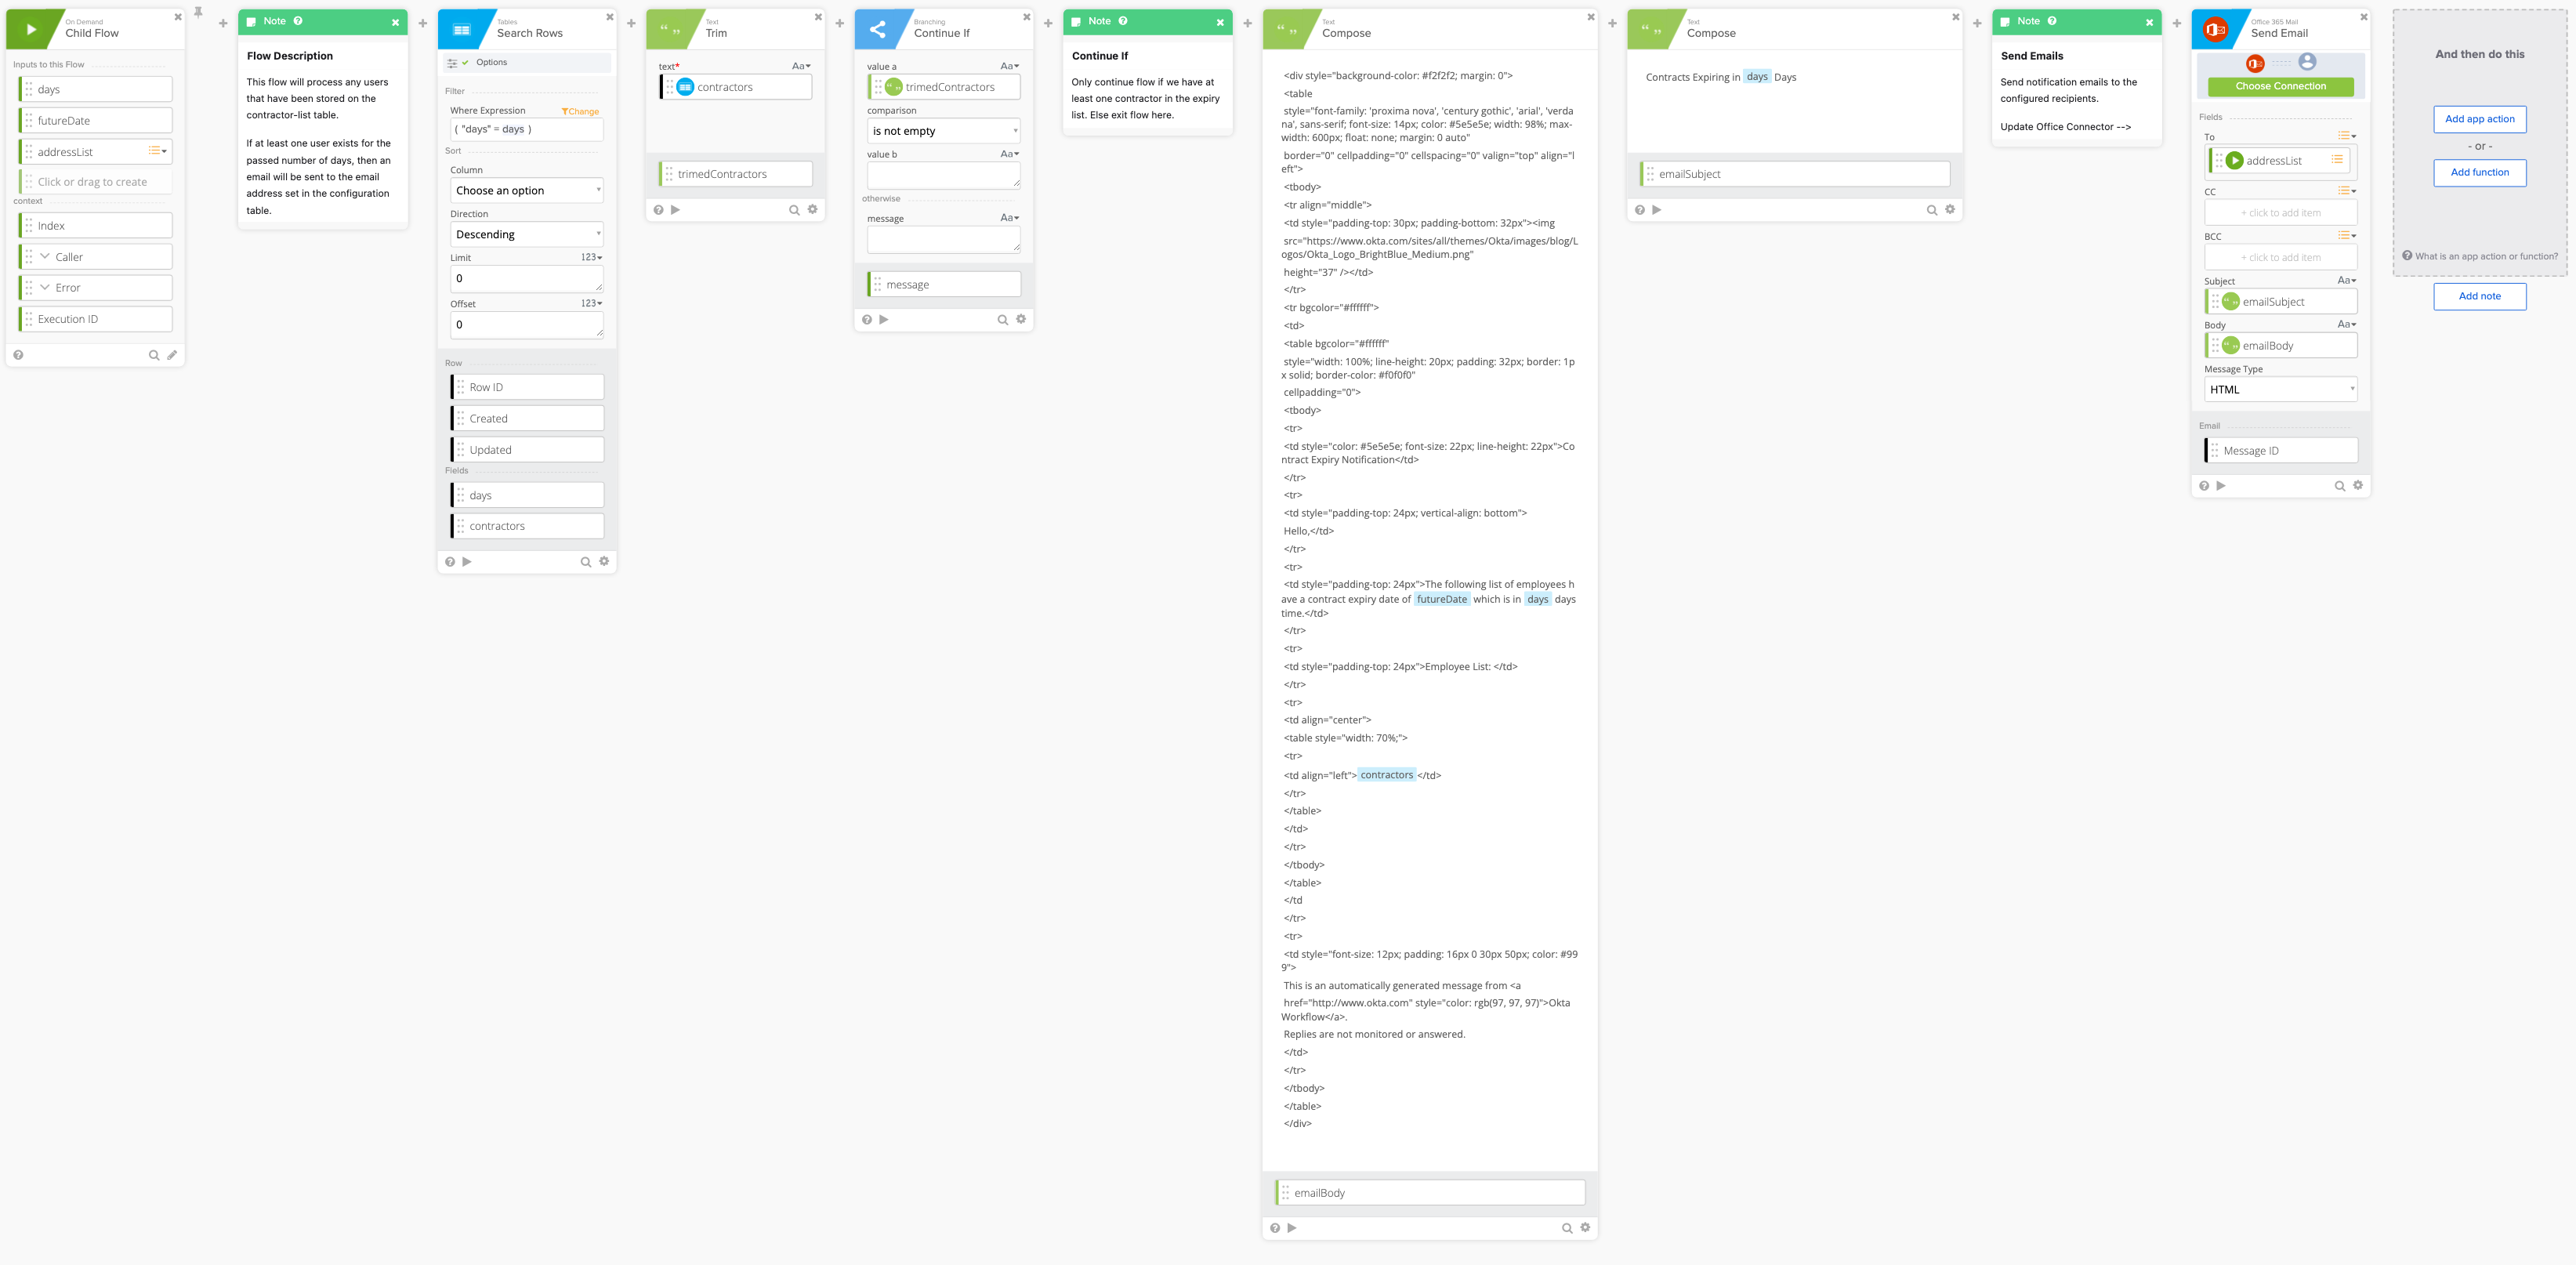 On Demand
Child Flow
Inputs to this Flow
days
futureDate
addressList
Click or drag to create
context
Index
Caller
Error
Execution ID
Note
Flow Description
This flow will process any users
that have been stored on the
contractor-list table.
If at least one user exists for the
passed number of days, then an
email will be sent to the email
address set in the configuration
table.
Tables
Search Rows
Options
Filter
Where Expression
Change
( "days" = days )
Sort
Column
Choose an option
Direction
Descending
Limit
123
0
Offset
123
0
Row
Row ID
Created
Updated
Fields
days
contractors
Text
Trim
text*
Aa
contractors
trimedContractors
Branching
Continue If
value a
Aa
trimedContractors
comparison
is not empty
value b
Aa
otherwise
message
Aa
message
Note
Continue If
Only continue flow if we have at
least one contractor in the expiry
list. Else exit flow here.
Text
Compose
<div style="background-color: #f2f2f2; margin: 0">
<table
style="font-family: 'proxima nova', 'century gothic', 'arial', 'verda
na', sans-serif; font-size: 14px; color: #5e5e5e; width: 98%; max-
width: 600px; float: none; margin: 0 auto"
border="0" cellpadding="0" cellspacing="0" valign="top" align="l
eft">
<tbody>
<tr align="middle">
<td style="padding-top: 30px; padding-bottom: 32px"><img
src="https://www.okta.com/sites/all/themes/Okta/images/blog/L
ogos/Okta_Logo_BrightBlue_Medium.png"
height="37" /></td>
</tr>
<tr bgcolor="#ffffff">
<td>
<table bgcolor="#ffffff"
style="width: 100%; line-height: 20px; padding: 32px; border: 1p
x solid; border-color: #f0f0f0"
cellpadding="0">
<tbody>
<tr>
<td style="color: #5e5e5e; font-size: 22px; line-height: 22px">Co
ntract Expiry Notification</td>
</tr>
<tr>
<td style="padding-top: 24px; vertical-align: bottom">
Hello,</td>
</tr>
<tr>
<td style="padding-top: 24px">The following list of employees h
ave a contract expiry date of futureDate which is in days days
time.</td>
</tr>
<tr>
<td style="padding-top: 24px">Employee List: </td>
</tr>
<tr>
<td align="center">
<table style="width: 70%;">
<tr>
<td align="left"> contractors </td>
</tr>
</table>
</td>
</tr>
</tbody>
</table>
</td
</tr>
<tr>
<td style="font-size: 12px; padding: 16px 0 30px 50px; color: #99
9">
This is an automatically generated message from <a
href="http://www.okta.com" style="color: rgb(97, 97, 97)">Okta
Workflow</a>.
Replies are not monitored or answered.
</td>
</tr>
</tbody>
</table>
</div>
emailBody
Text
Compose
Contracts Expiring in days Days
emailSubject
Note
Send Emails
Send notification emails to the
configured recipients.
Update Office Connector -->
Office 365 Mail
Send Email
Choose Connection
Fields
To
addressList
CC
+ click to add item
BCC
+ click to add item
Subject
Aa
emailSubject
Body
Aa
emailBody
Message Type
HTML
Email
Message ID
And then do this
Add app action
- or -
Add function
What is an app action or function?
Add note